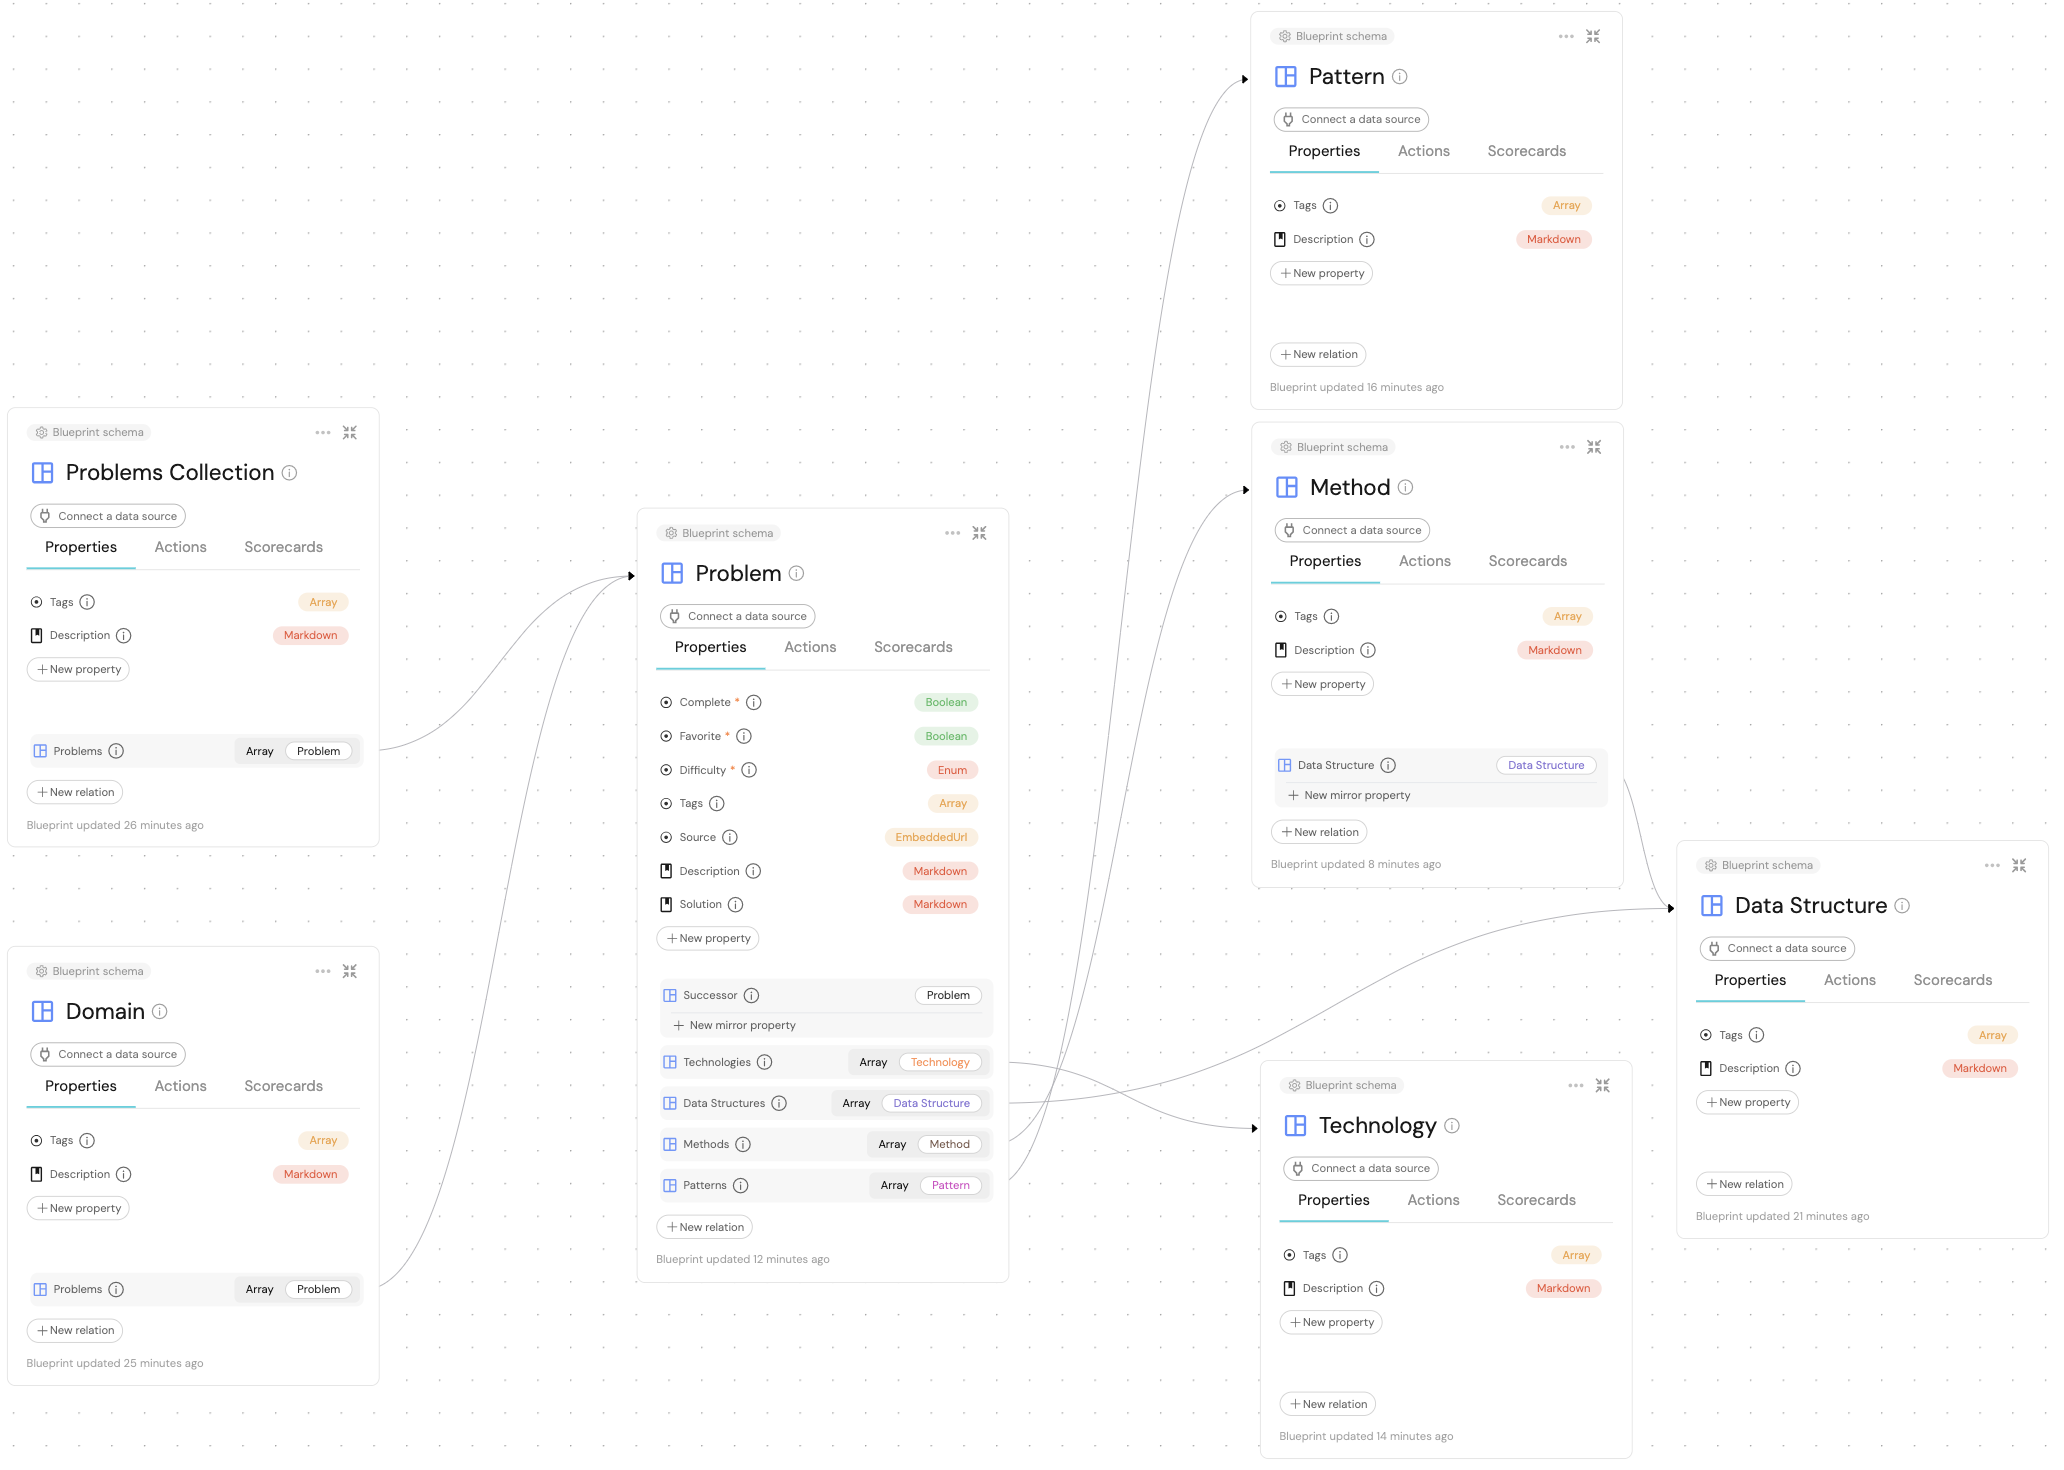 Blueprint schema
Problems Collection
Connect a data source
Properties Actions Scorecards
Tags Array
Description Markdown
New property
Problems Array Problem
New relation
Blueprint updated 26 minutes ago
Blueprint schema
Domain
Connect a data source
Properties Actions Scorecards
Tags Array
Description Markdown
New property
Problems Array Problem
New relation
Blueprint updated 25 minutes ago
Blueprint schema
Problem
Connect a data source
Properties Actions Scorecards
Complete * Boolean
Favorite * Boolean
Difficulty * Enum
Tags Array
Source EmbeddedUrl
Description Markdown
Solution Markdown
New property
Successor Problem
New mirror property
Technologies Array Technology
Data Structures Array Data Structure
Methods Array Method
Patterns Array Pattern
New relation
Blueprint updated 12 minutes ago
Blueprint schema
Pattern
Connect a data source
Properties Actions Scorecards
Tags Array
Description Markdown
New property
New relation
Blueprint updated 16 minutes ago
Blueprint schema
Method
Connect a data source
Properties Actions Scorecards
Tags Array
Description Markdown
New property
Data Structure Data Structure
New mirror property
New relation
Blueprint updated 8 minutes ago
Blueprint schema
Technology
Connect a data source
Properties Actions Scorecards
Tags Array
Description Markdown
New property
New relation
Blueprint updated 14 minutes ago
Blueprint schema
Data Structure
Connect a data source
Properties Actions Scorecards
Tags Array
Description Markdown
New property
New relation
Blueprint updated 21 minutes ago